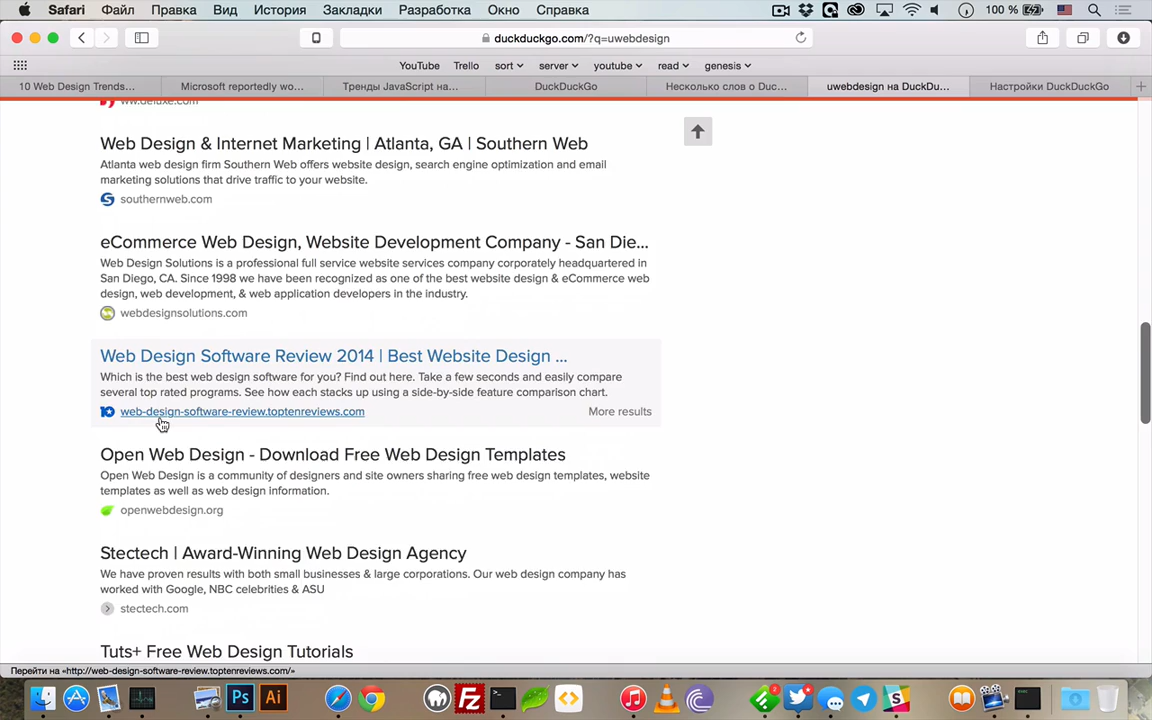 Safari Файл Правка Вид История Закладки Разработка Окно Справка 100 %
duckduckgo.com/?q=uwebdesign
YouTube Trello sort server youtube read genesis
10 Web Design Trends... Microsoft reportedly wo... Тренды JavaScript на... DuckDuckGo Несколько слов о Duc... uwebdesign на DuckDu... Настройки DuckDuckGo
ww.deluxe.com
Web Design & Internet Marketing | Atlanta, GA | Southern Web
Atlanta web design firm Southern Web offers website design, search engine optimization and email
marketing solutions that drive traffic to your website.
southernweb.com
eCommerce Web Design, Website Development Company - San Die...
Web Design Solutions is a professional full service website services company corporately headquartered in
San Diego, CA. Since 1998 we have been recognized as one of the best website design & eCommerce web
design, web development, & web application developers in the industry.
webdesignsolutions.com
Web Design Software Review 2014 | Best Website Design ...
Which is the best web design software for you? Find out here. Take a few seconds and easily compare
several top rated programs. See how each stacks up using a side-by-side feature comparison chart.
web-design-software-review.toptenreviews.com More results
Open Web Design - Download Free Web Design Templates
Open Web Design is a community of designers and site owners sharing free web design templates, website
templates as well as web design information.
openwebdesign.org
Stectech | Award-Winning Web Design Agency
We have proven results with both small businesses & large corporations. Our web design company has
worked with Google, NBC celebrities & ASU
stectech.com
Tuts+ Free Web Design Tutorials
Перейти на «http://web-design-software-review.toptenreviews.com/»
Ps Ai Fz